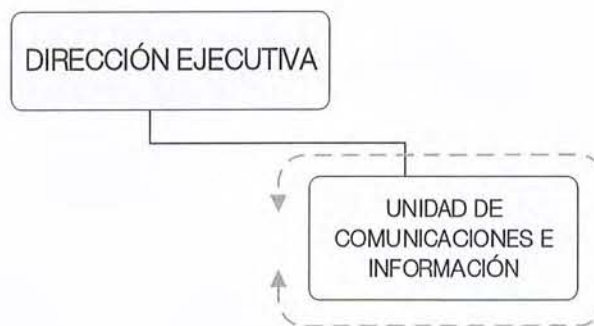 DIRECCIÓN EJECUTIVA
UNIDAD DE
COMUNICACIONES E
INFORMACIÓN